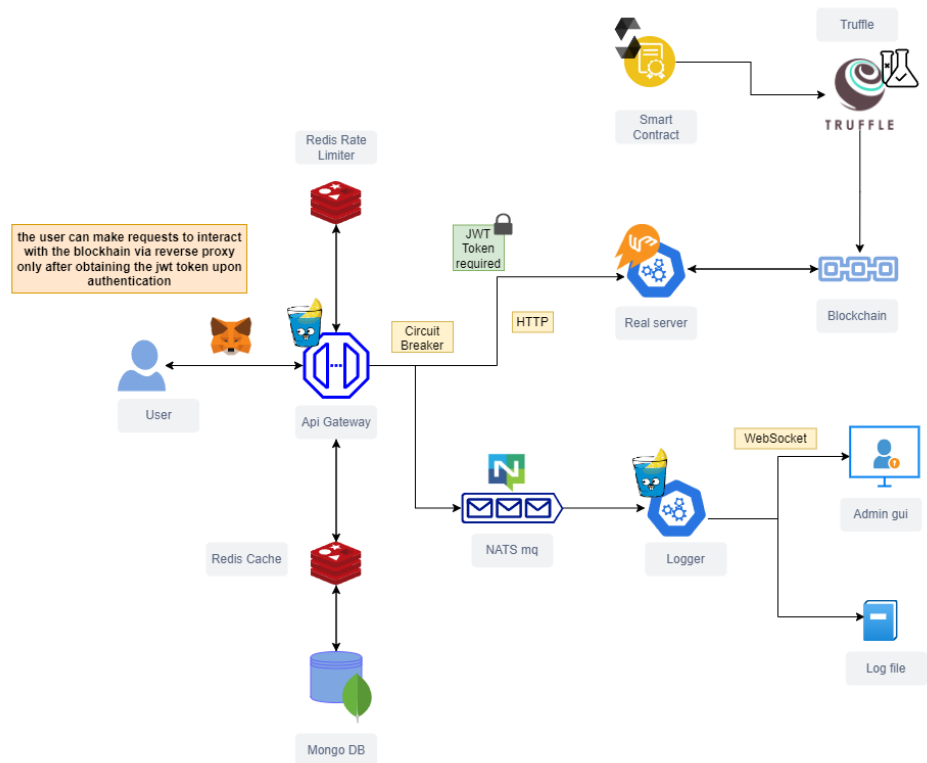 Truffle
TRUFFLE
Smart
Contract
Redis Rate
Limiter
the user can make requests to interact
with the blockhain via reverse proxy
only after obtaining the jwt token upon
authentication
JWT
Token
required
Real server
Blockchain
HTTP
Circuit
Breaker
User
Api Gateway
WebSocket
Admin gui
N
NATS mq
Logger
Redis Cache
Log file
Mongo DB